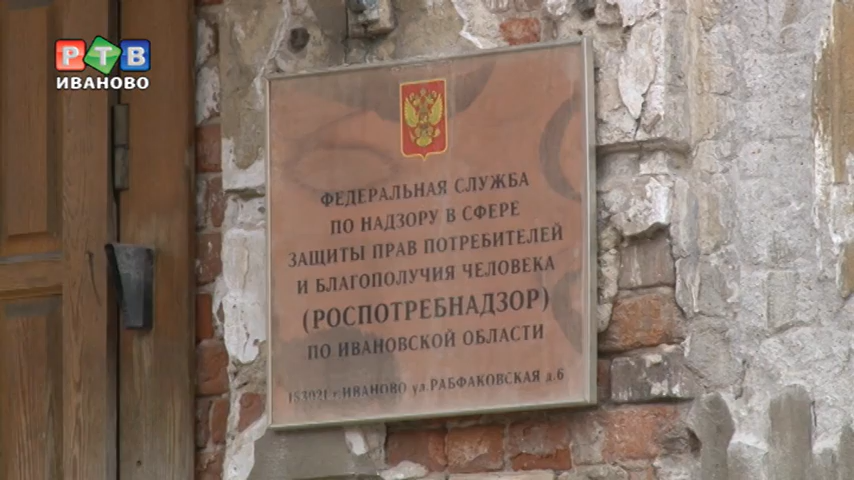 РТВ
ИВАНОВО
ФЕДЕРАЛЬНАЯ СЛУЖБА
ПО НАДЗОРУ В СФЕРЕ
ЗАЩИТЫ ПРАВ ПОТРЕБИТЕЛЕЙ
И БЛАГОПОЛУЧИЯ ЧЕЛОВЕКА
(РОСПОТРЕБНАДЗОР)
ПО ИВАНОВСКОЙ ОБЛАСТИ
153021 г. ИВАНОВО ул. РАБФАКОВСКАЯ д.6